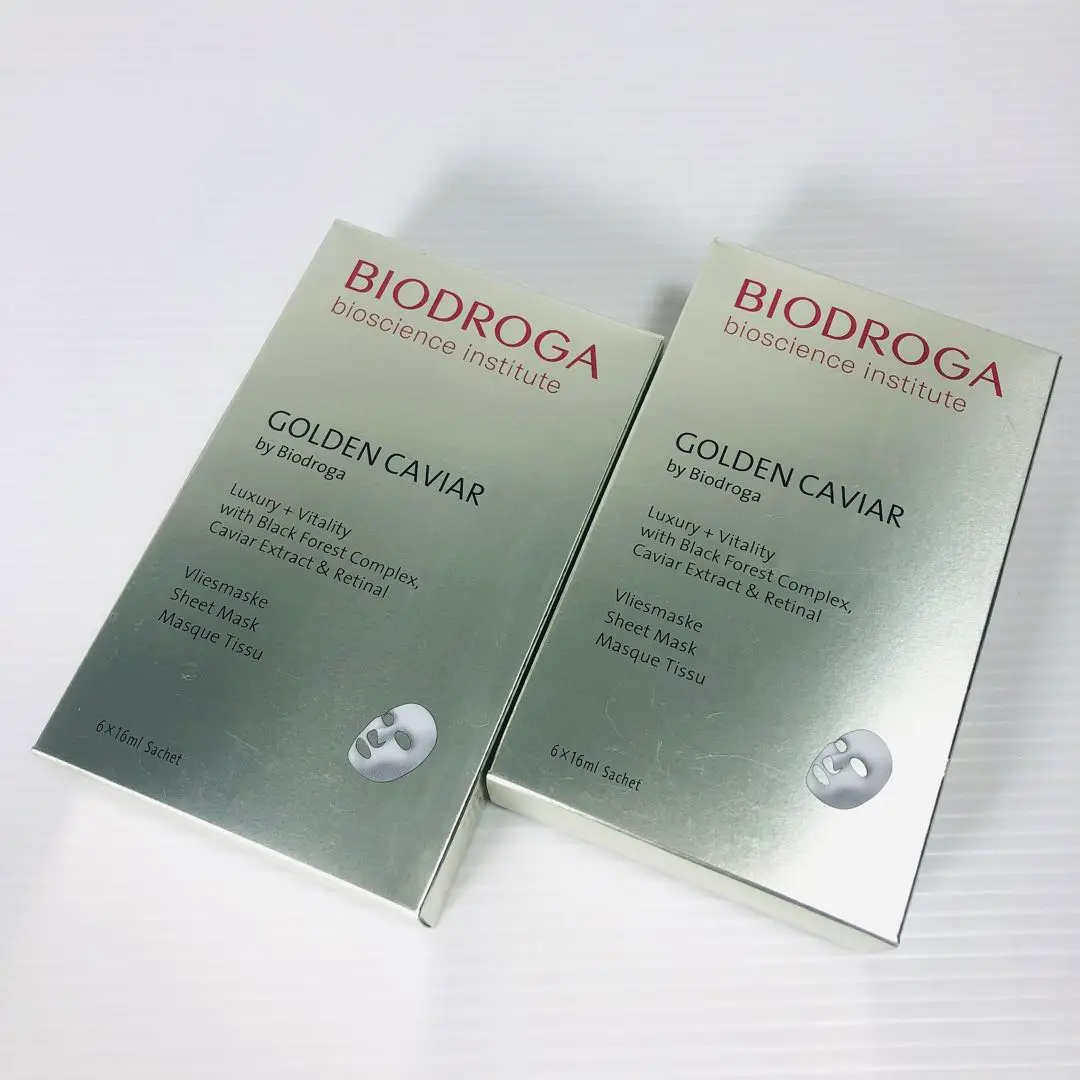 BIODROGA
bioscience institute
GOLDEN CAVIAR
by Biodroga
Luxury + Vitality
with Black Forest Complex,
Caviar Extract & Retinal
Vliesmaske
Sheet Mask
Masque Tissu
6×16ml Sachet
BIODROGA
bioscience institute
GOLDEN CAVIAR
by Biodroga
Luxury + Vitality
with Black Forest Complex,
Caviar Extract & Retinal
Vliesmaske
Sheet Mask
Masque Tissu
6×16ml Sachet